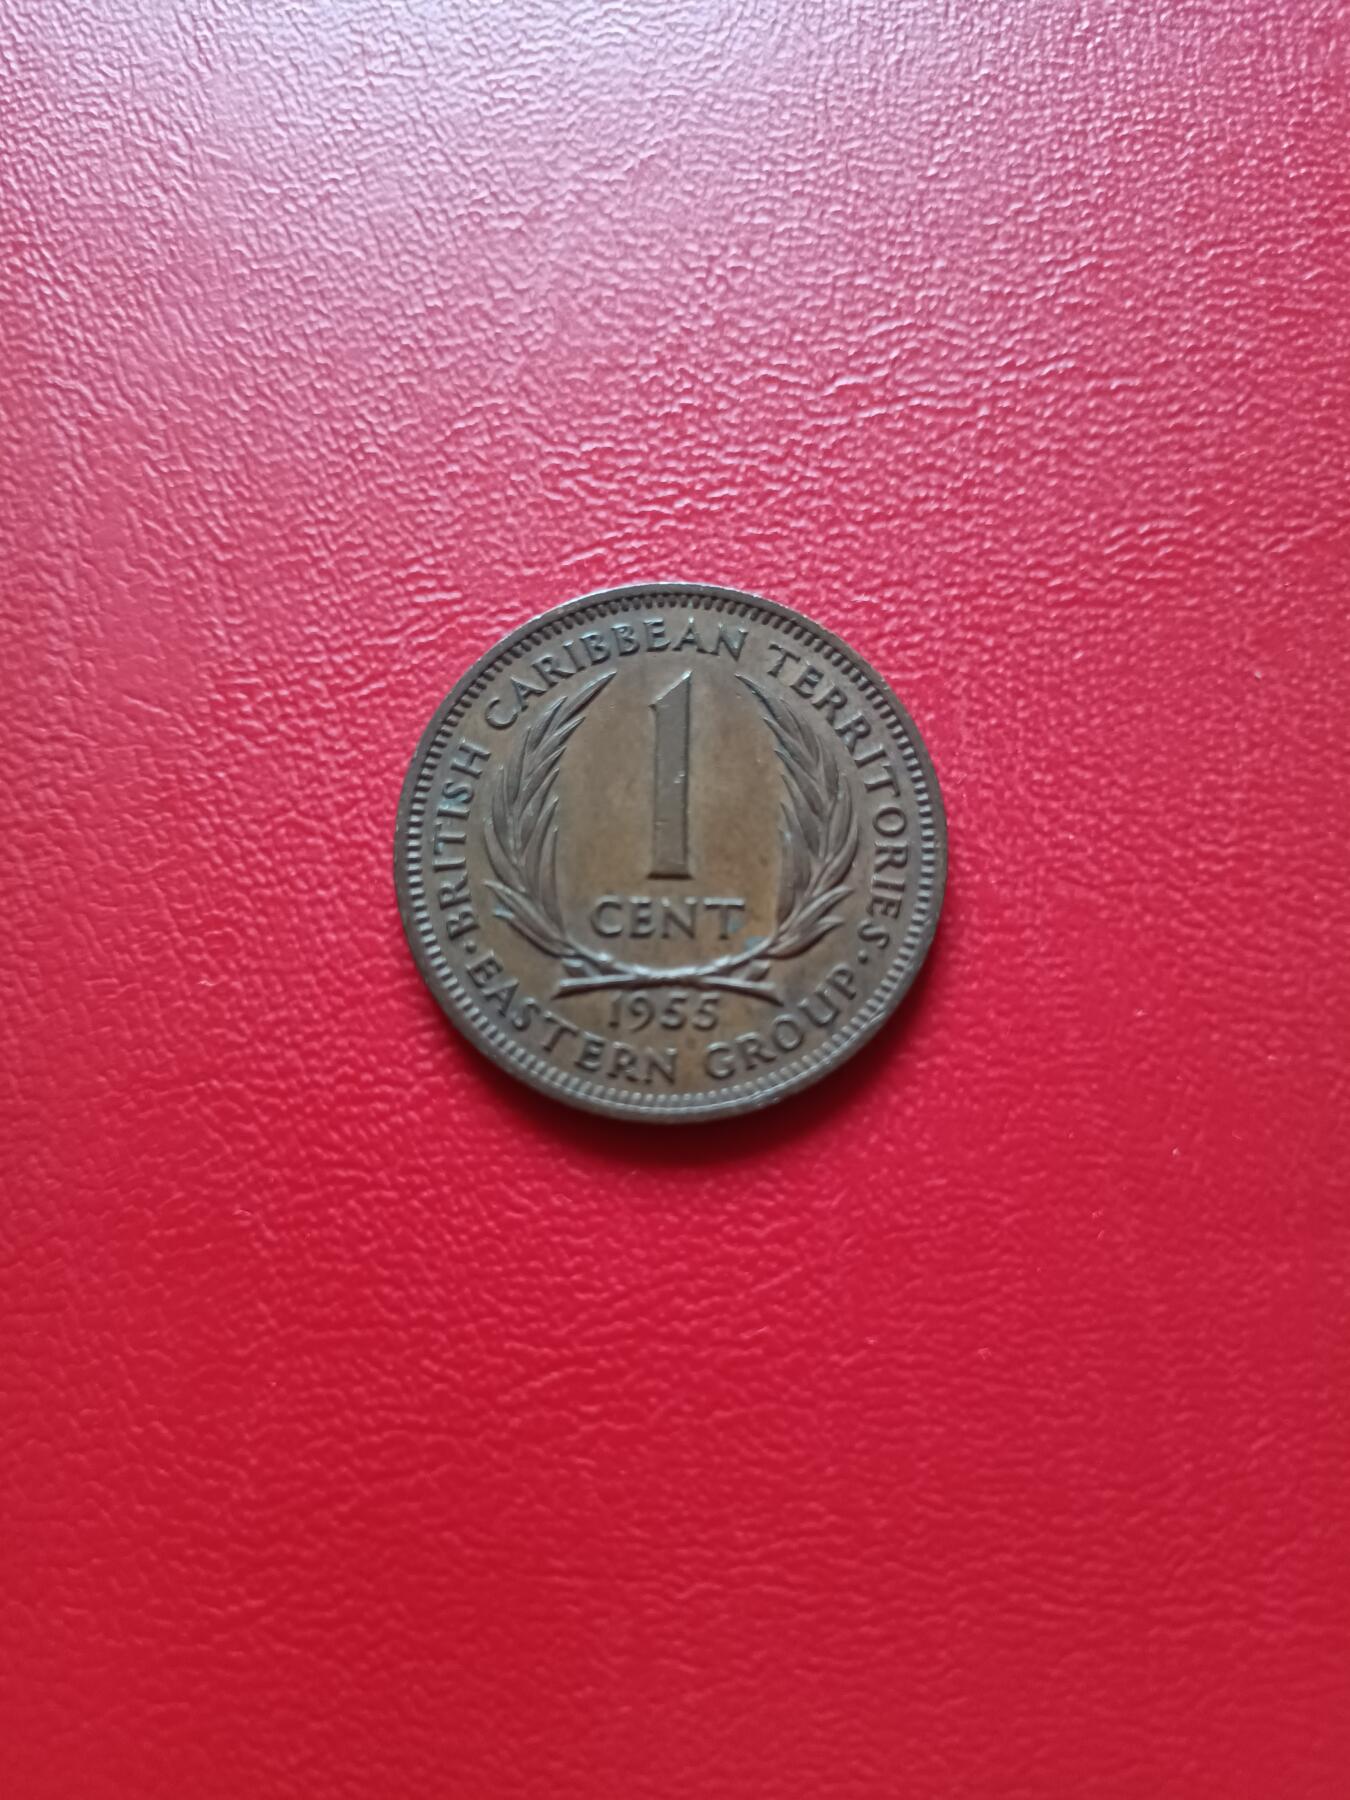 BRITISH CARIBBEAN TERRITORIES
1
CENT
1955
· EASTERN GROUP ·